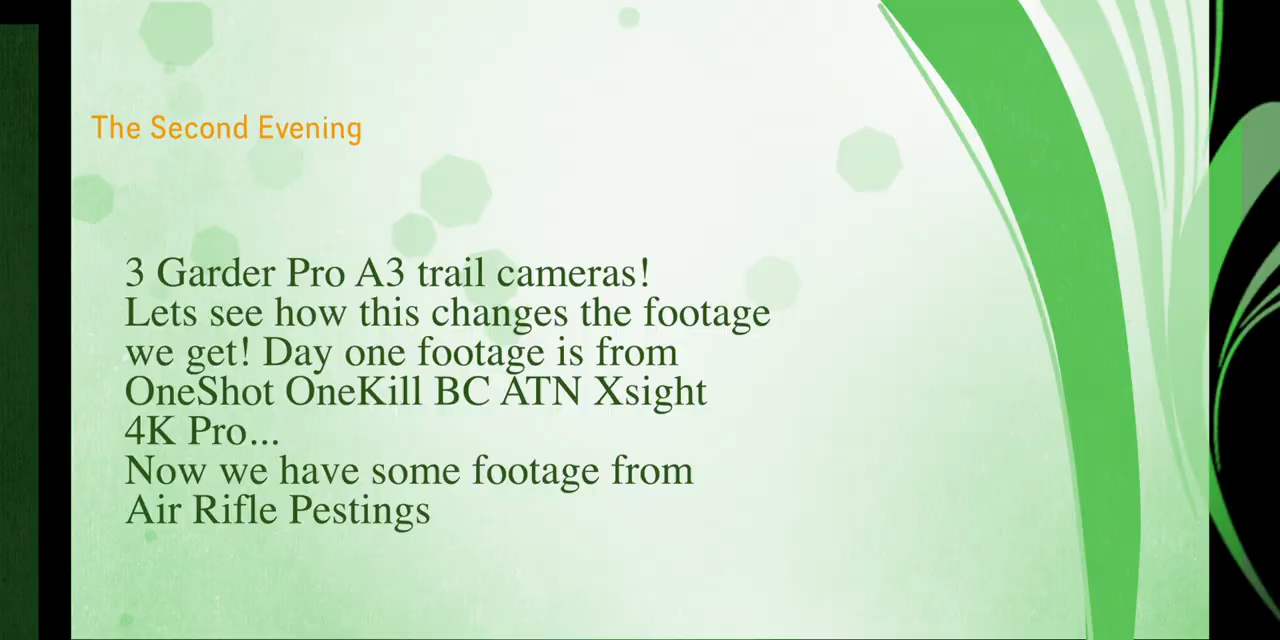 The Second Evening
3 Garder Pro A3 trail cameras!
Lets see how this changes the footage
we get! Day one footage is from
OneShot OneKill BC ATN Xsight
4K Pro...
Now we have some footage from
Air Rifle Pestings